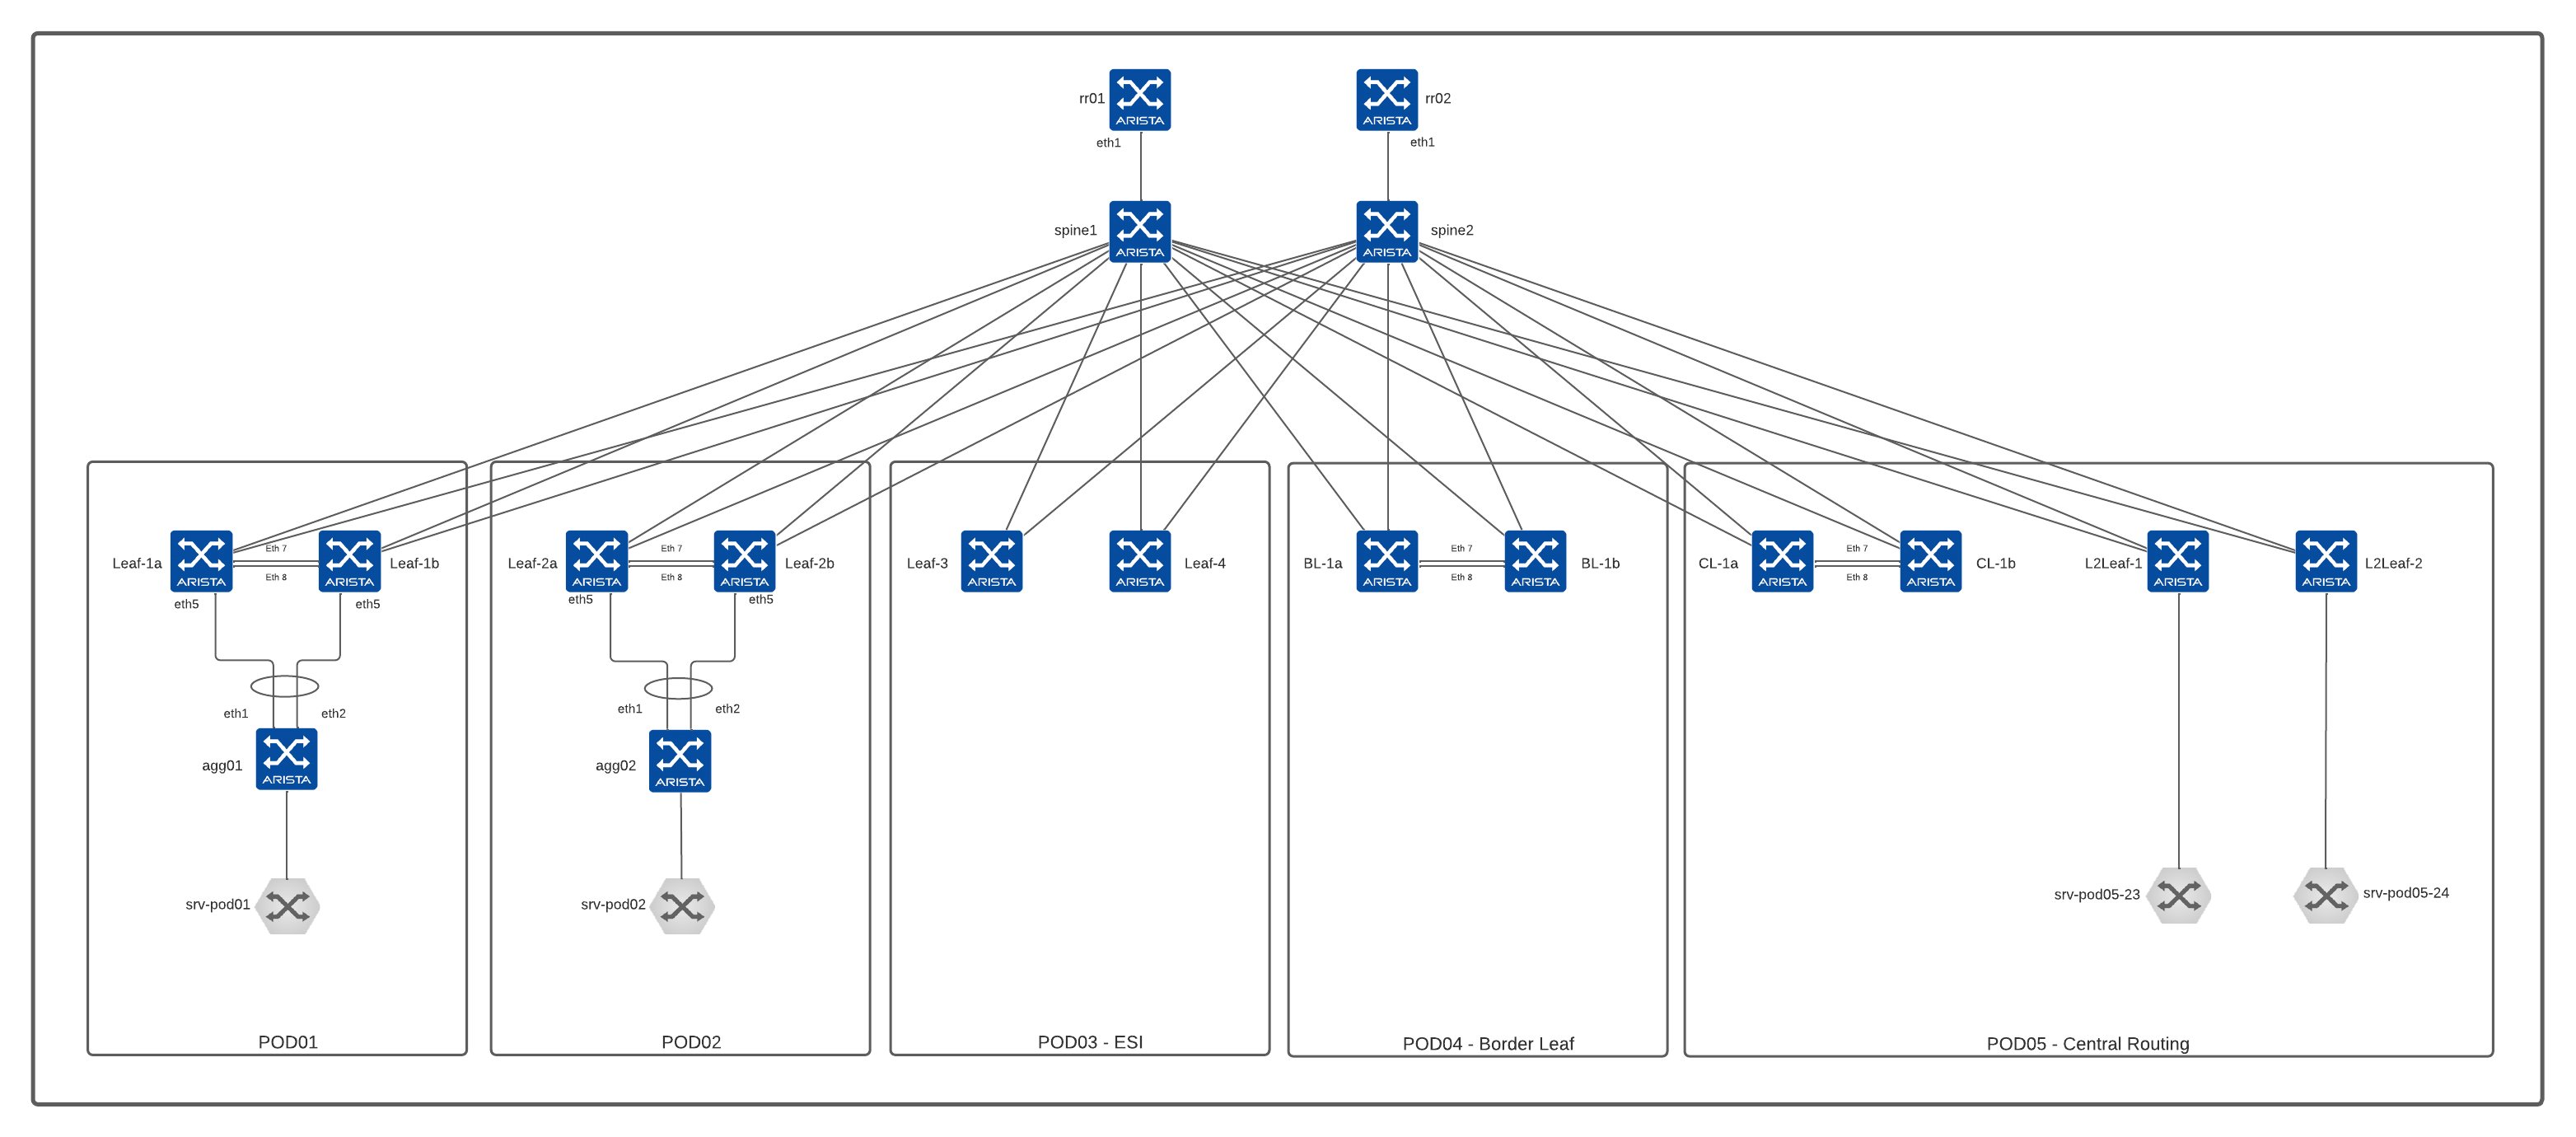 rr01
ARISTA
eth1
ARISTA
rr02
eth1
spine1
ARISTA
ARISTA
spine2
Leaf-1a
ARISTA
eth5
Eth 7
Eth 8
ARISTA
Leaf-1b
eth5
eth1
eth2
agg01
ARISTA
srv-pod01
POD01
Leaf-2a
ARISTA
eth5
Eth 7
Eth 8
ARISTA
Leaf-2b
eth5
eth1
eth2
agg02
ARISTA
srv-pod02
POD02
Leaf-3
ARISTA
ARISTA
Leaf-4
POD03 - ESI
BL-1a
ARISTA
Eth 7
Eth 8
ARISTA
BL-1b
POD04 - Border Leaf
CL-1a
ARISTA
Eth 7
Eth 8
ARISTA
CL-1b
L2Leaf-1
ARISTA
ARISTA
L2Leaf-2
srv-pod05-23
srv-pod05-24
POD05 - Central Routing